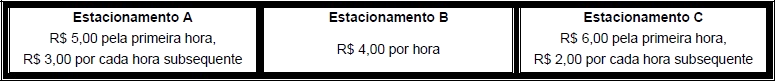 Estacionamento A
R$ 5,00 pela primeira hora,
R$ 3,00 por cada hora subsequente
Estacionamento B
R$ 4,00 por hora
Estacionamento C
R$ 6,00 pela primeira hora,
R$ 2,00 por cada hora subsequente